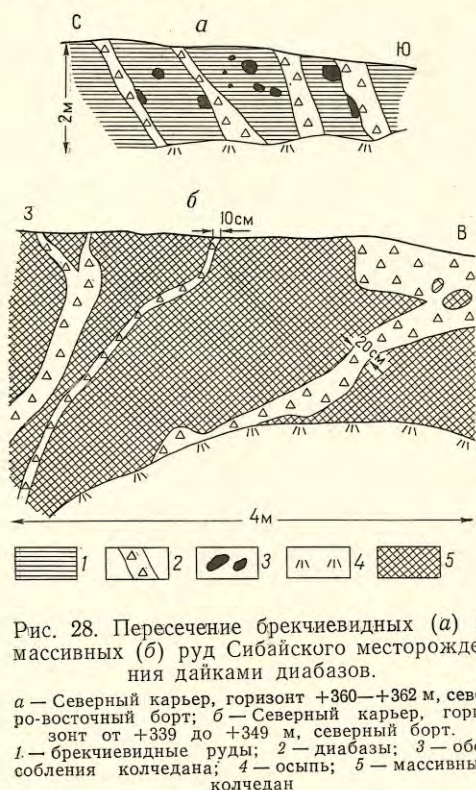 С а Ю
2м
З б 10см В
20см
4м
1 2 3 4 5
Рис. 28. Пересечение брекчиевидных (а)
массивных (б) руд Сибайского месторожде
ния дайками диабазов.
а — Северный карьер, горизонт +360—+362 м, севе
ро-восточный борт; б — Северный карьер, гори
зонт от +339 до +349 м, северный борт.
1 — брекчиевидные руды; 2 — диабазы; 3 — обо
собления колчедана; 4 — осыпь; 5 — массивный
колчедан